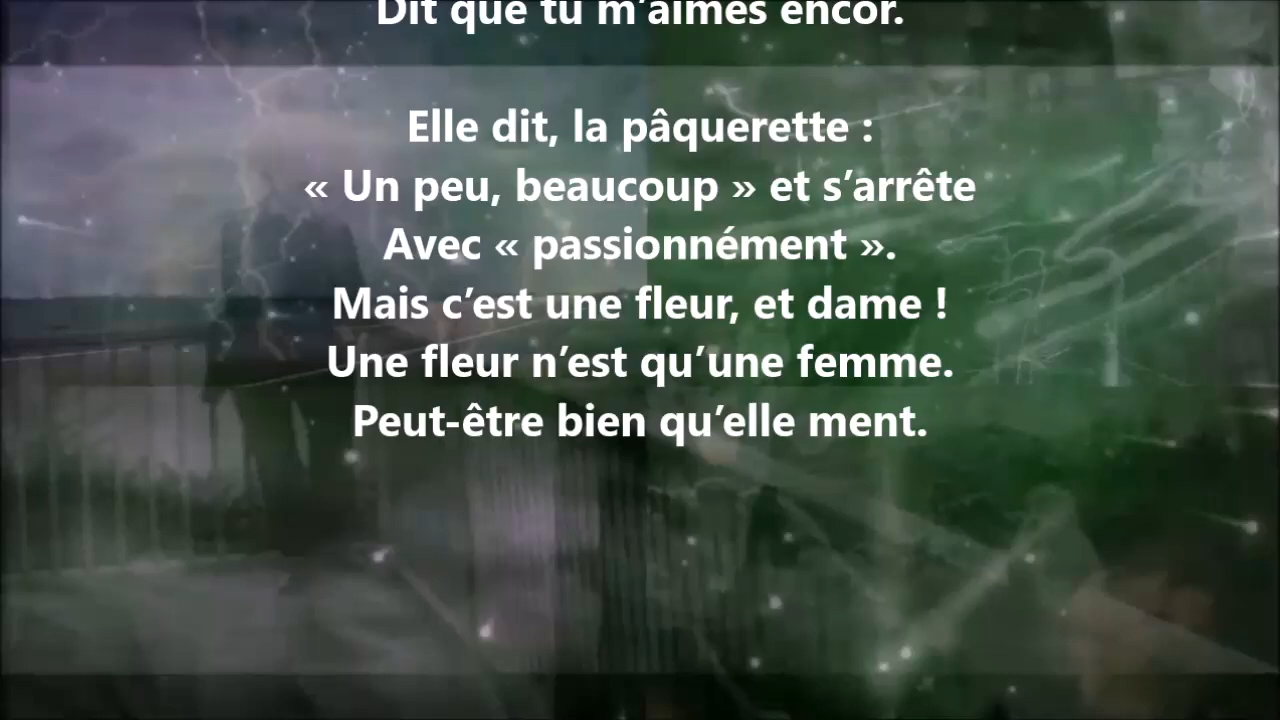 Dit que tu m’aimes encor.
Elle dit, la pâquerette :
« Un peu, beaucoup » et s’arrête
Avec « passionnément ».
Mais c’est une fleur, et dame !
Une fleur n’est qu’une femme.
Peut-être bien qu’elle ment.